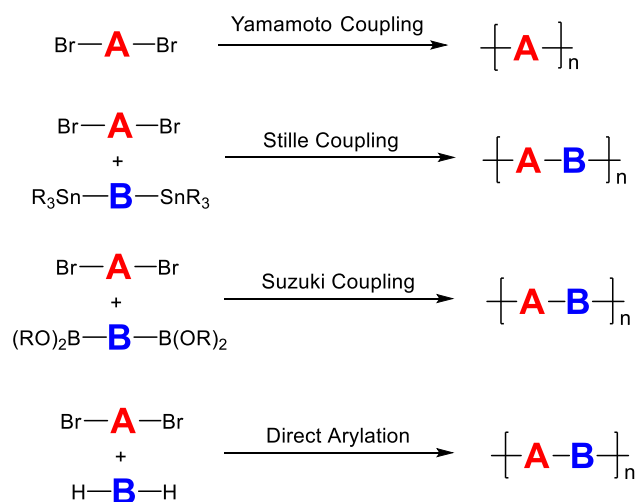 Br—A—Br Yamamoto Coupling [A]n
Br—A—Br
+
R3Sn—B—SnR3
Stille Coupling
[A—B]n
Br—A—Br
+
(RO)2B—B—B(OR)2
Suzuki Coupling
[A—B]n
Br—A—Br
+
H—B—H
Direct Arylation
[A—B]n